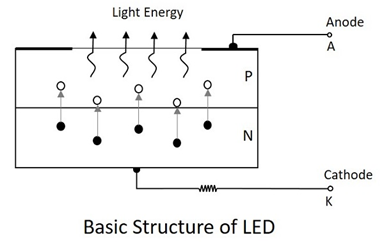 Light Energy
Anode
A
P
N
Cathode
K
Basic Structure of LED